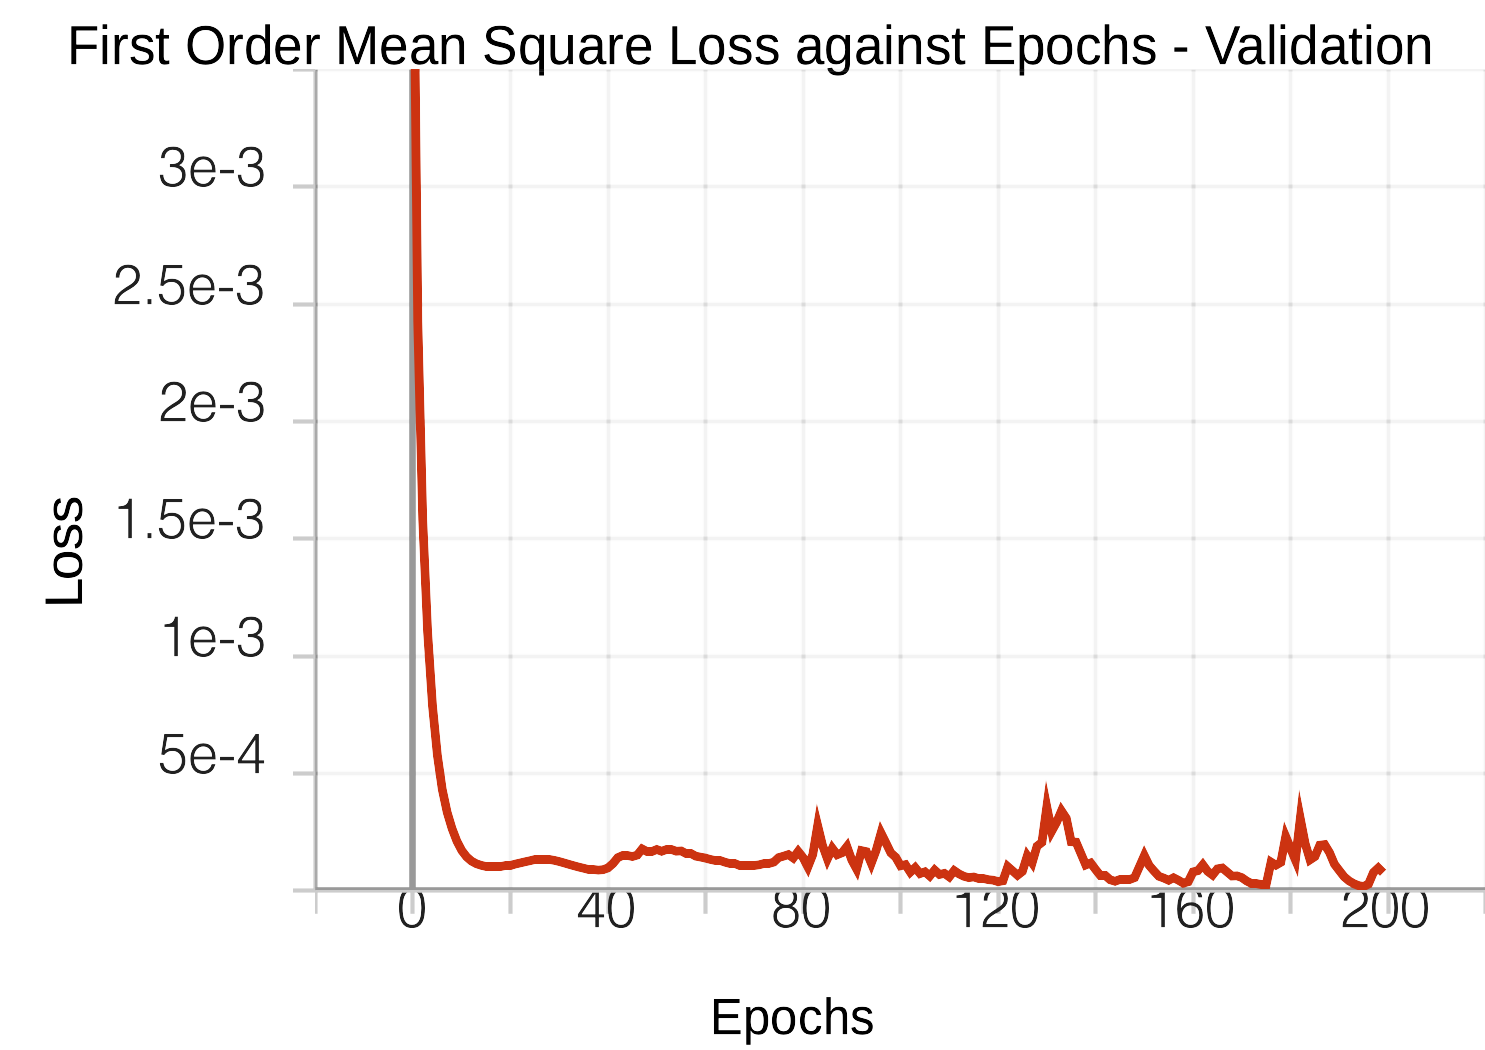 First Order Mean Square Loss against Epochs - Validation
3e-3
2.5e-3
2e-3
1.5e-3
1e-3
5e-4
Loss
0 40 80 120 160 200
Epochs